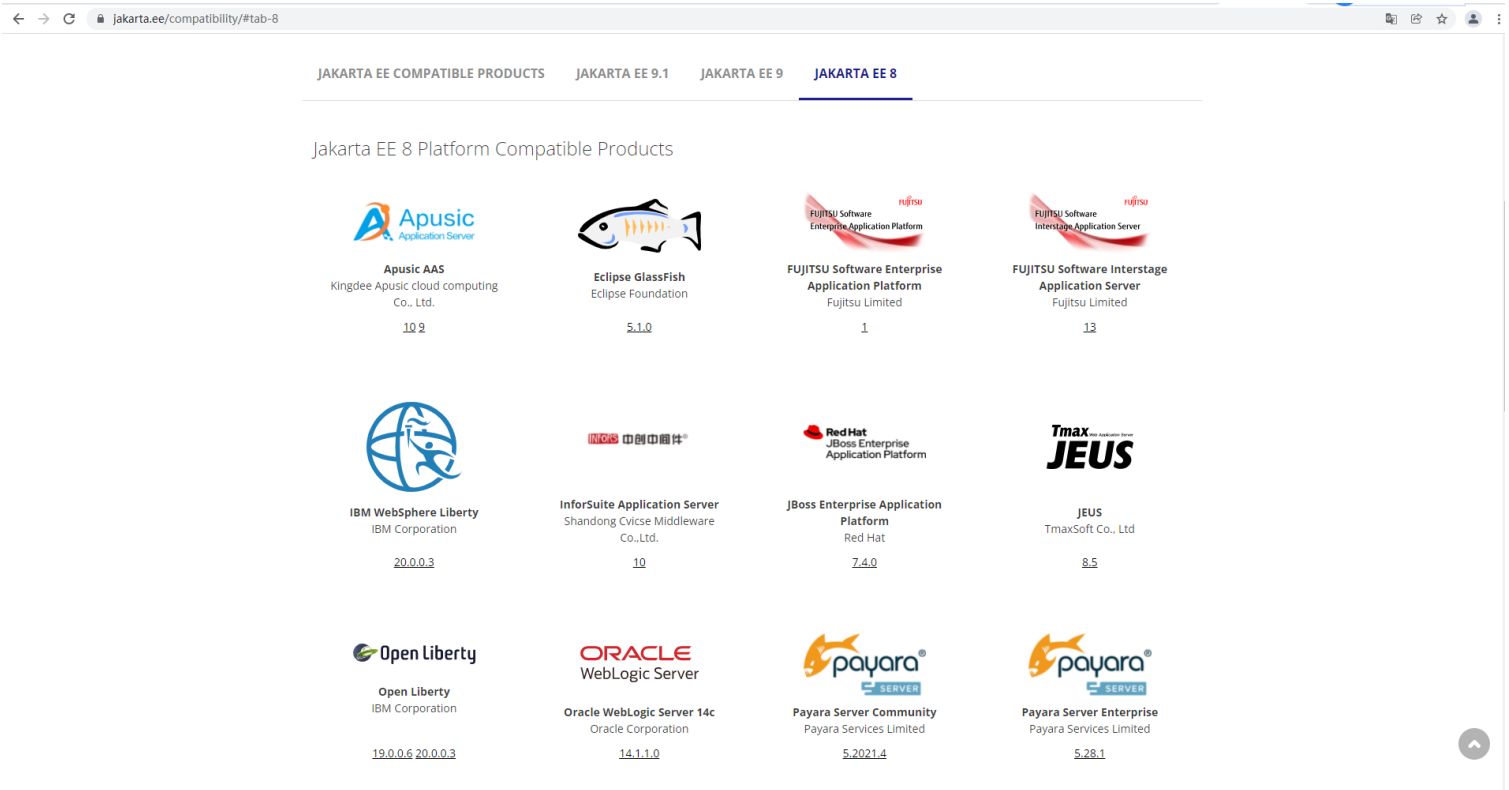 jakarta.ee/compatibility/#tab-8
JAKARTA EE COMPATIBLE PRODUCTS
JAKARTA EE 9.1
JAKARTA EE 9
JAKARTA EE 8
Jakarta EE 8 Platform Compatible Products
Apusic
Application Server
Apusic AAS
Kingdee Apusic cloud computing
Co., Ltd.
10 9
Eclipse GlassFish
Eclipse Foundation
5.1.0
FUJITSU
FUJITSU Software
Enterprise Application Platform
FUJITSU Software Enterprise
Application Platform
Fujitsu Limited
1
FUJITSU
FUJITSU Software
Interstage Application Server
FUJITSU Software Interstage
Application Server
Fujitsu Limited
13
IBM WebSphere Liberty
IBM Corporation
20.0.0.3
INFORS 中创中间件®
InforSuite Application Server
Shandong Cvicse Middleware
Co.,Ltd.
10
Red Hat
JBoss Enterprise
Application Platform
JBoss Enterprise Application
Platform
Red Hat
7.4.0
Tmax Web Application Server
JEUS
JEUS
TmaxSoft Co., Ltd
8.5
Open Liberty
Open Liberty
IBM Corporation
19.0.0.6 20.0.0.3
ORACLE
WebLogic Server
Oracle WebLogic Server 14c
Oracle Corporation
14.1.1.0
payara®
SERVER
Payara Server Community
Payara Services Limited
5.2021.4
payara®
SERVER
Payara Server Enterprise
Payara Services Limited
5.28.1